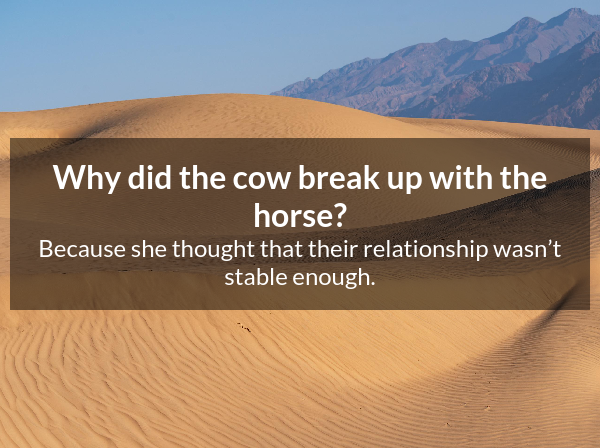 Why did the cow break up with the
horse?
Because she thought that their relationship wasn’t
stable enough.